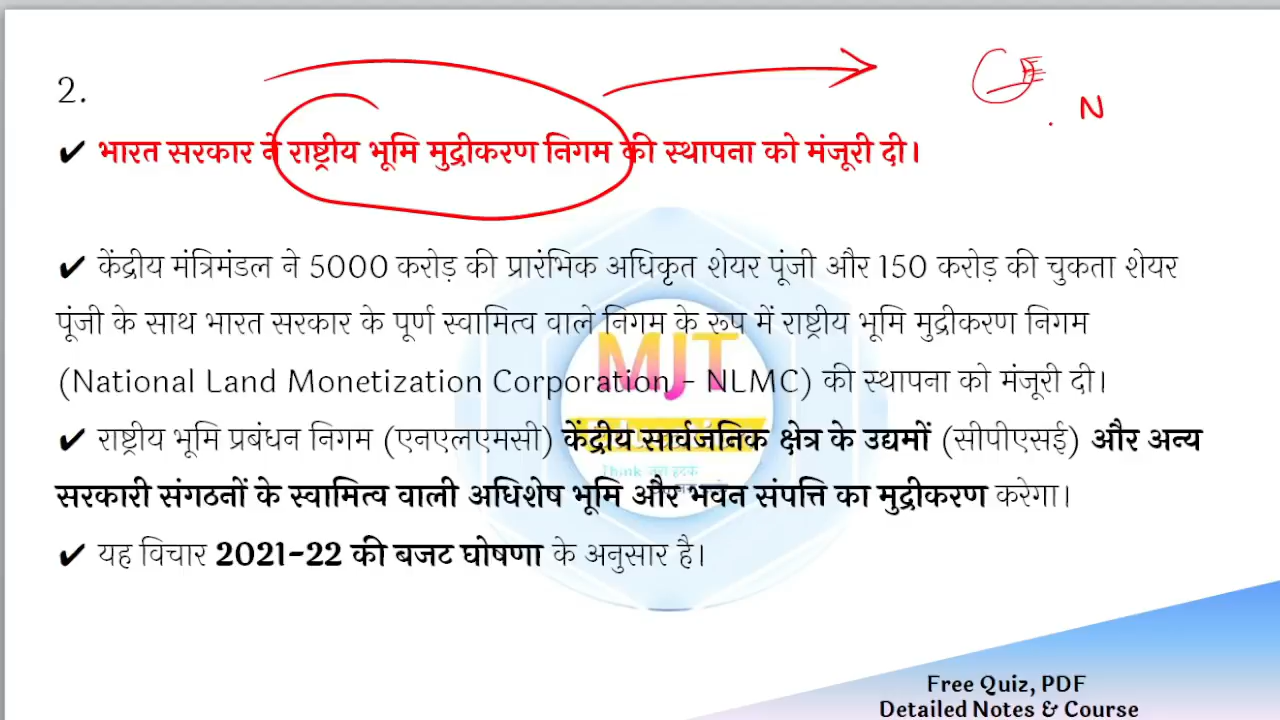 2.
✔ भारत सरकार ने राष्ट्रीय भूमि मुद्रीकरण निगम की स्थापना को मंजूरी दी।
N
✔ केंद्रीय मंत्रिमंडल ने 5000 करोड़ की प्रारंभिक अधिकृत शेयर पूंजी और 150 करोड़ की चुकता शेयर
पूंजी के साथ भारत सरकार के पूर्ण स्वामित्व वाले निगम के रूप में राष्ट्रीय भूमि मुद्रीकरण निगम
(National Land Monetization Corporation - NLMC) की स्थापना को मंजूरी दी।
✔ राष्ट्रीय भूमि प्रबंधन निगम (एनएलएमसी) केंद्रीय सार्वजनिक क्षेत्र के उद्यमों (सीपीएसई) और अन्य
सरकारी संगठनों के स्वामित्व वाली अधिशेष भूमि और भवन संपत्ति का मुद्रीकरण करेगा।
✔ यह विचार 2021-22 की बजट घोषणा के अनुसार है।
MJT
Think
Free Quiz, PDF
Detailed Notes & Course